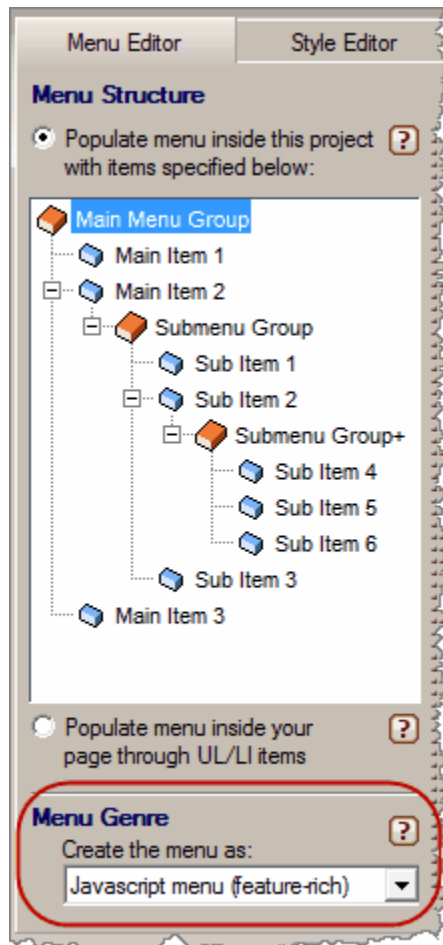 Menu Editor
Style Editor
Menu Structure
Populate menu inside this project
with items specified below:
?
Main Menu Group
Main Item 1
Main Item 2
Submenu Group
Sub Item 1
Sub Item 2
Submenu Group+
Sub Item 4
Sub Item 5
Sub Item 6
Sub Item 3
Main Item 3
Populate menu inside your
page through UL/LI items
?
Menu Genre
?
Create the menu as:
Javascript menu (feature-rich)